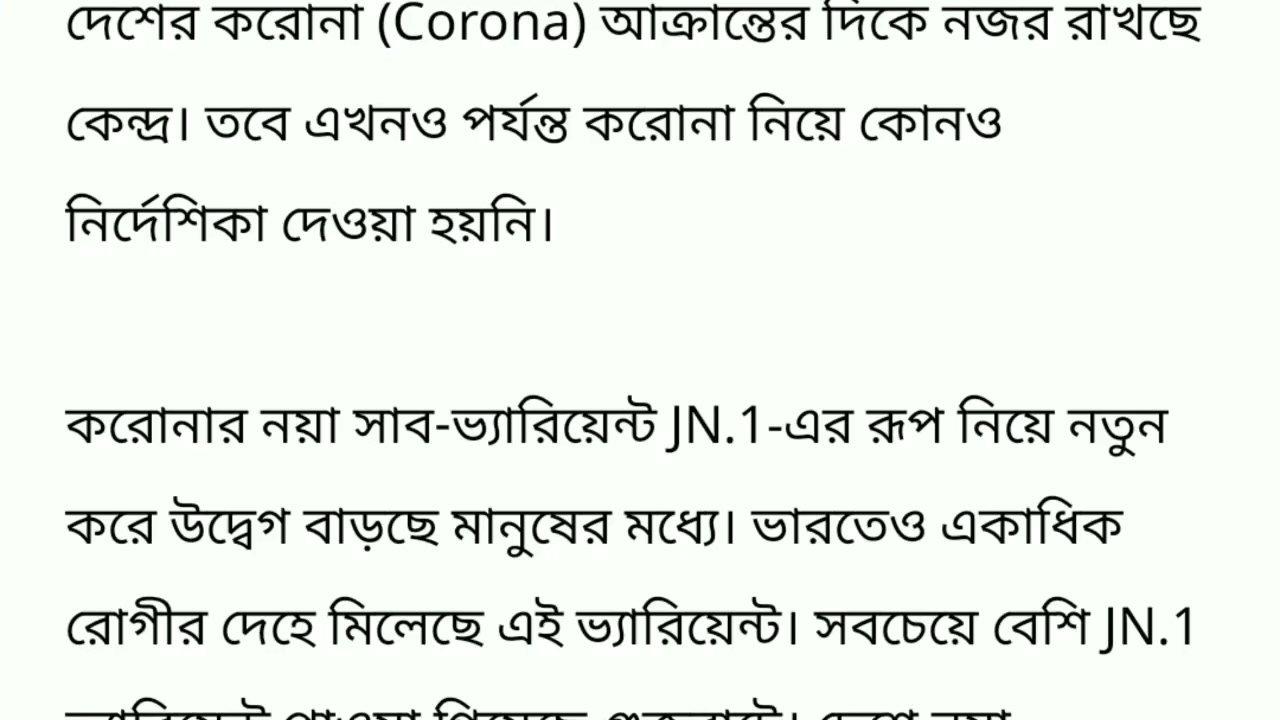 দেশের করোনা (Corona) আক্রান্তের দিকে নজর রাখছে
কেন্দ্র। তবে এখনও পর্যন্ত করোনা নিয়ে কোনও
নির্দেশিকা দেওয়া হয়নি।
করোনার নয়া সাব-ভ্যারিয়েন্ট JN.1-এর রূপ নিয়ে নতুন
করে উদ্বেগ বাড়ছে মানুষের মধ্যে। ভারতেও একাধিক
রোগীর দেহে মিলেছে এই ভ্যারিয়েন্ট। সবচেয়ে বেশি JN.1